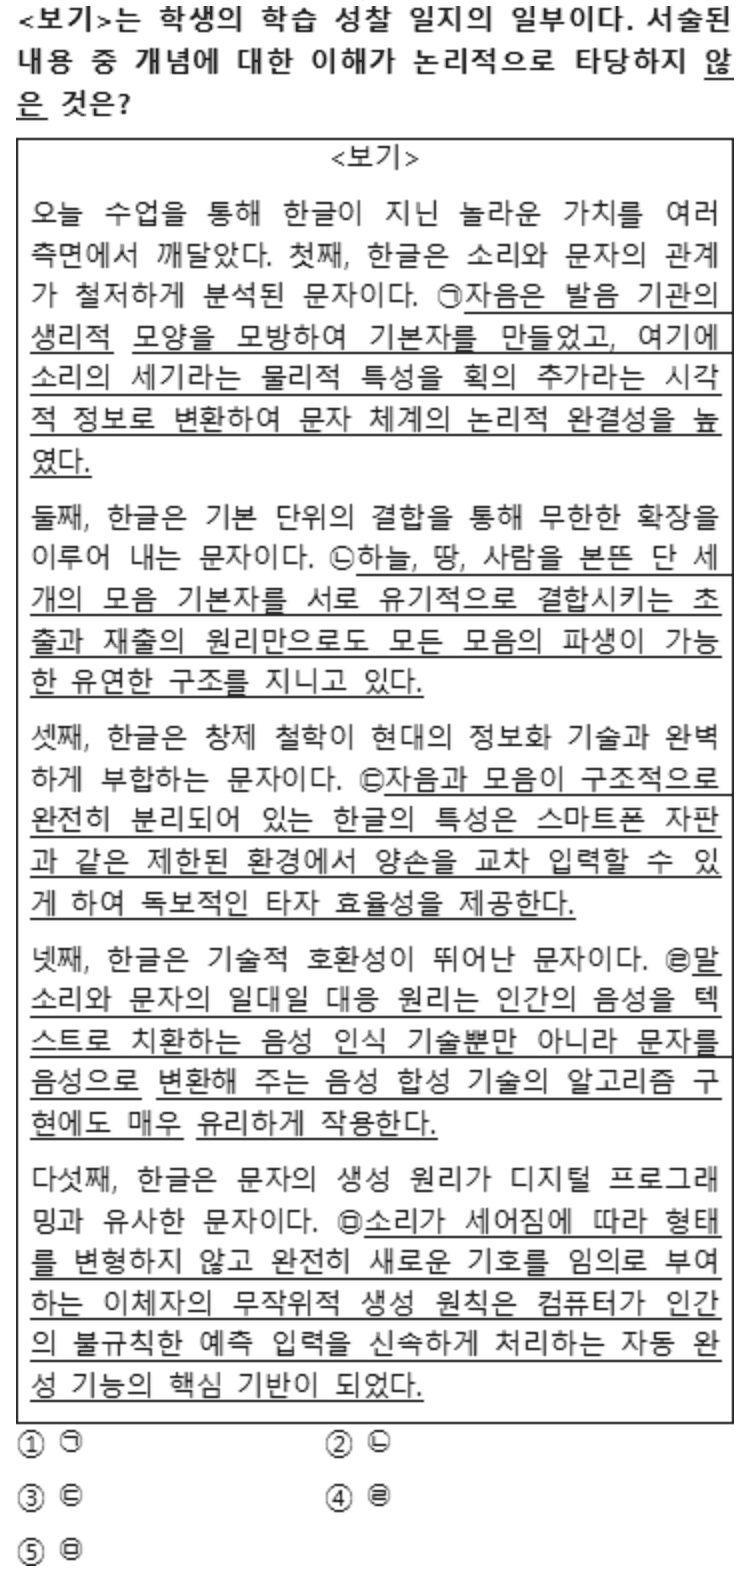 <보기>는 학생의 학습 성찰 일지의 일부이다. 서술된
내용 중 개념에 대한 이해가 논리적으로 타당하지 않
은 것은?
<보기>
오늘 수업을 통해 한글이 지닌 놀라운 가치를 여러
측면에서 깨달았다. 첫째, 한글은 소리와 문자의 관계
가 철저하게 분석된 문자이다. ㉠자음은 발음 기관의
생리적 모양을 모방하여 기본자를 만들었고, 여기에
소리의 세기라는 물리적 특성을 획의 추가라는 시각
적 정보로 변환하여 문자 체계의 논리적 완결성을 높
였다.
둘째, 한글은 기본 단위의 결합을 통해 무한한 확장을
이루어 내는 문자이다. ㉡하늘, 땅, 사람을 본뜬 단 세
개의 모음 기본자를 서로 유기적으로 결합시키는 초
출과 재출의 원리만으로도 모든 모음의 파생이 가능
한 유연한 구조를 지니고 있다.
셋째, 한글은 창제 철학이 현대의 정보화 기술과 완벽
하게 부합하는 문자이다. ㉢자음과 모음이 구조적으로
완전히 분리되어 있는 한글의 특성은 스마트폰 자판
과 같은 제한된 환경에서 양손을 교차 입력할 수 있
게 하여 독보적인 타자 효율성을 제공한다.
넷째, 한글은 기술적 호환성이 뛰어난 문자이다. ㉣말
소리와 문자의 일대일 대응 원리는 인간의 음성을 텍
스트로 치환하는 음성 인식 기술뿐만 아니라 문자를
음성으로 변환해 주는 음성 합성 기술의 알고리즘 구
현에도 매우 유리하게 작용한다.
다섯째, 한글은 문자의 생성 원리가 디지털 프로그래
밍과 유사한 문자이다. ㉤소리가 세어짐에 따라 형태
를 변형하지 않고 완전히 새로운 기호를 임의로 부여
하는 이체자의 무작위적 생성 원칙은 컴퓨터가 인간
의 불규칙한 예측 입력을 신속하게 처리하는 자동 완
성 기능의 핵심 기반이 되었다.
① ㉠ ② ㉡
③ ㉢ ④ ㉣
⑤ ㉤